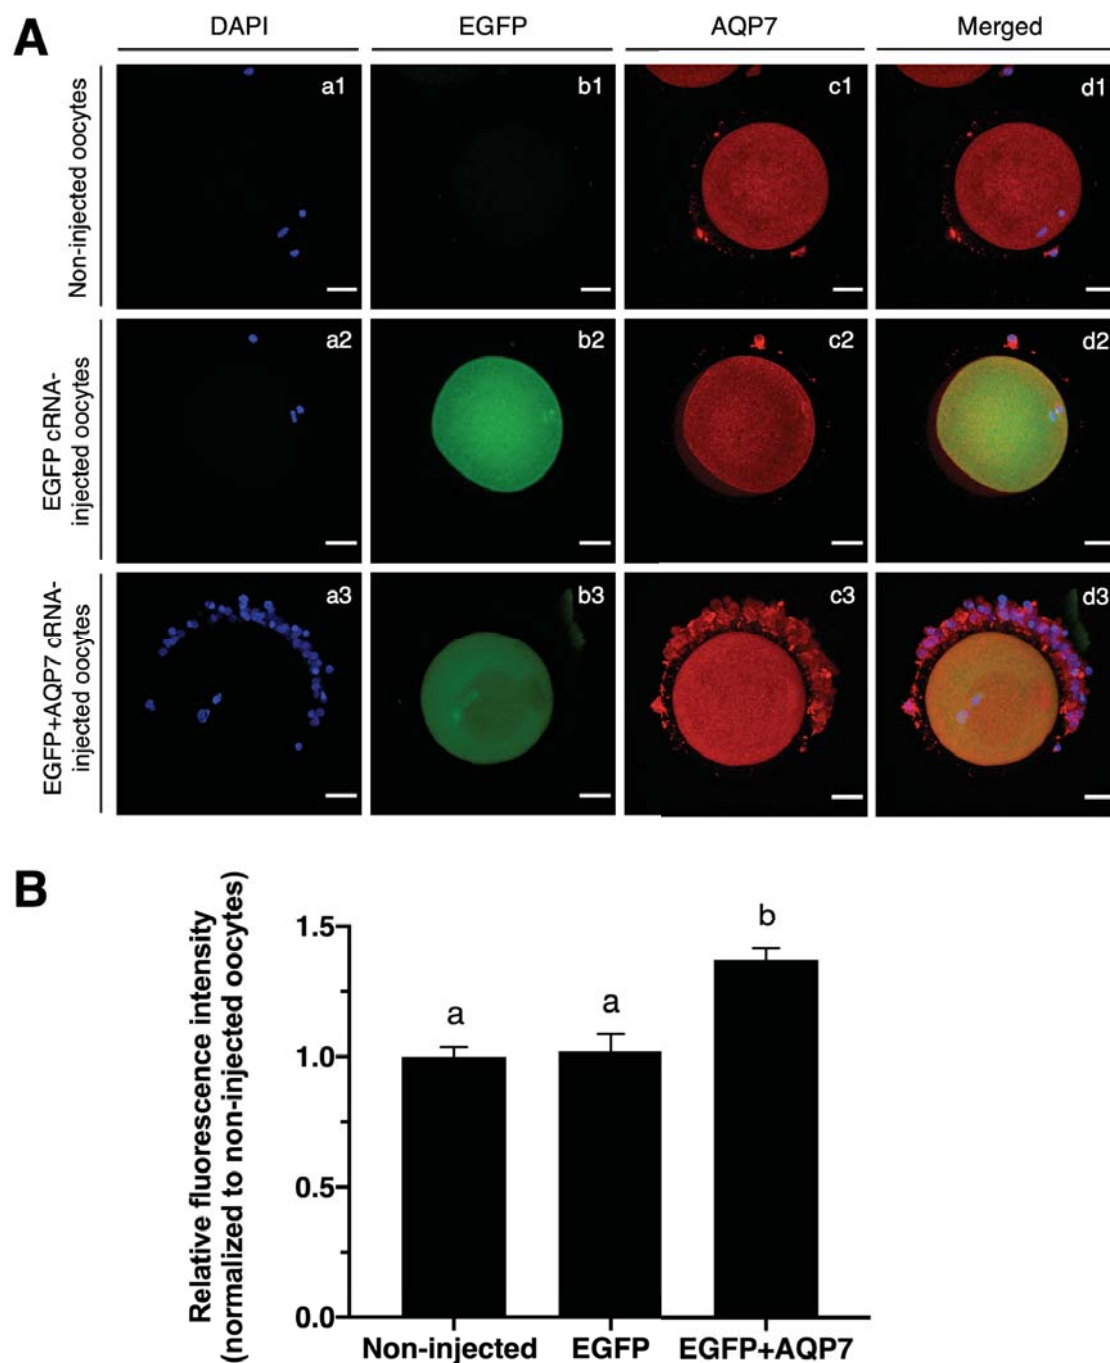 A
DAPI EGFP AQP7 Merged
Non-injected oocytes
a1 b1 c1 d1
EGFP cRNA-
injected oocytes
a2 b2 c2 d2
EGFP+AQP7 cRNA-
injected oocytes
a3 b3 c3 d3
B
Relative fluorescence intensity
(normalized to non-injected oocytes)
1.5
1.0
0.5
0.0
a a b
Non-injected EGFP EGFP+AQP7